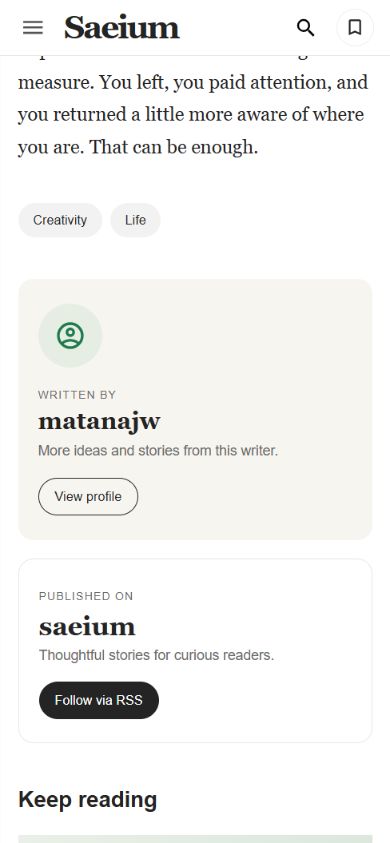 Saeium
measure. You left, you paid attention, and
you returned a little more aware of where
you are. That can be enough.
Creativity
Life
WRITTEN BY
matanajw
More ideas and stories from this writer.
View profile
PUBLISHED ON
saeium
Thoughtful stories for curious readers.
Follow via RSS
Keep reading